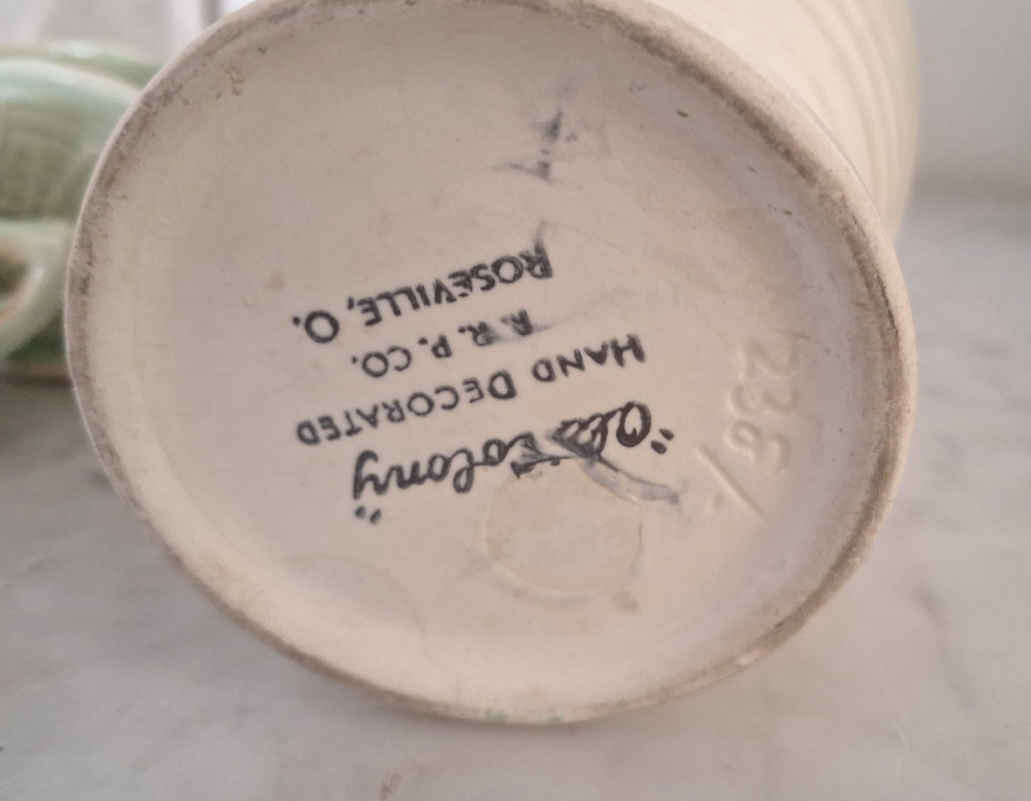 "Old Colony"
HAND DECORATED
R. R. P. CO.
ROSEVILLE, O.